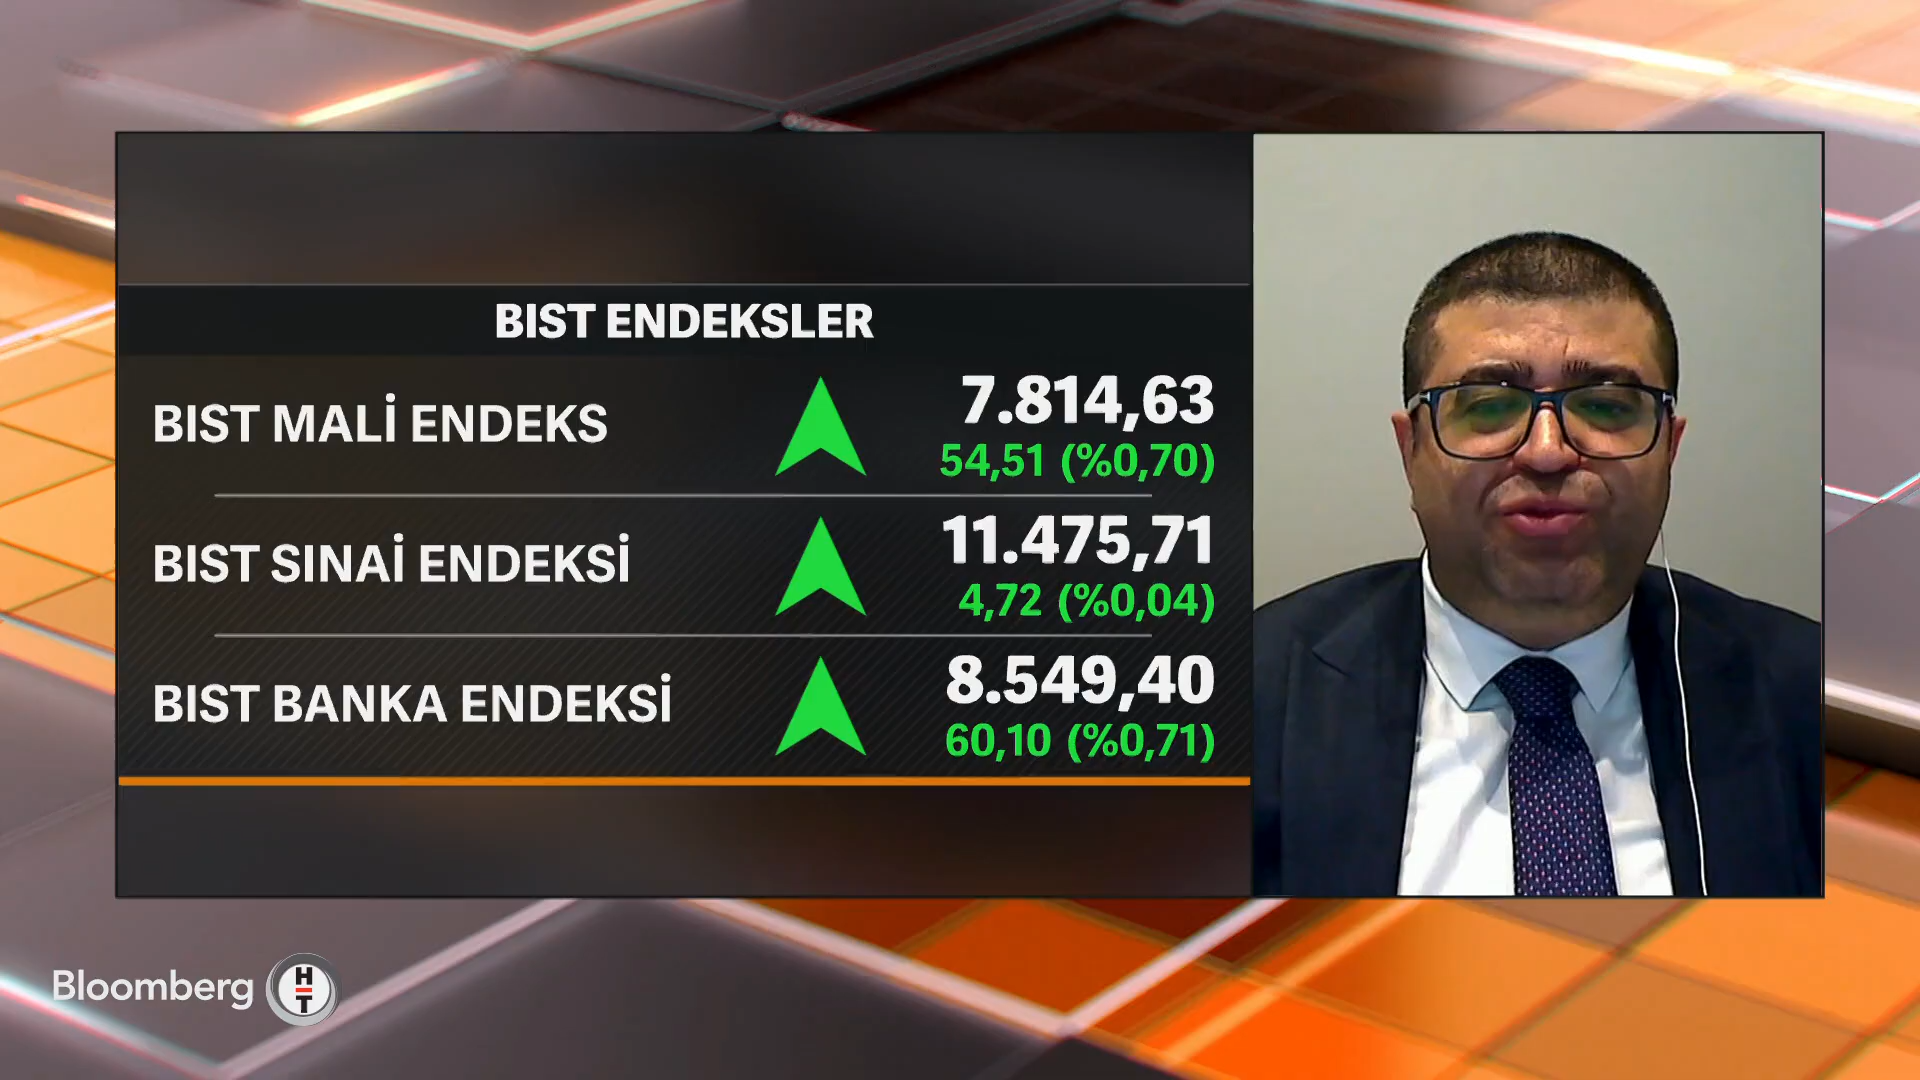 BIST ENDEKSLER
BIST MALİ ENDEKS
7.814,63
54,51 (%0,70)
BIST SINAİ ENDEKSİ
11.475,71
4,72 (%0,04)
BIST BANKA ENDEKSİ
8.549,40
60,10 (%0,71)
Bloomberg HT